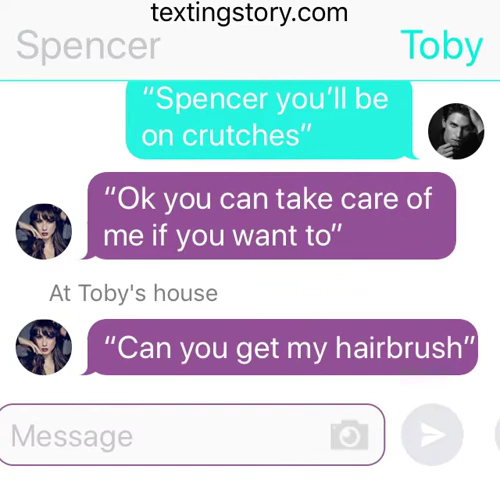 textingstory.com
Spencer
Toby
“Spencer you’ll be
on crutches”
“Ok you can take care of
me if you want to”
At Toby's house
“Can you get my hairbrush”
Message